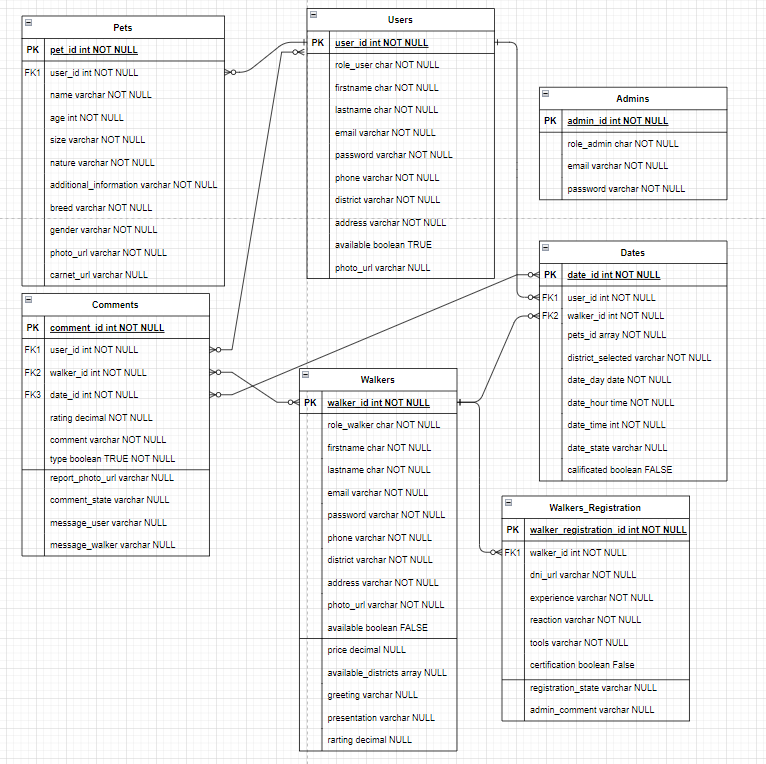 Pets
PK pet_id int NOT NULL
FK1 user_id int NOT NULL
name varchar NOT NULL
age int NOT NULL
size varchar NOT NULL
nature varchar NOT NULL
additional_information varchar NOT NULL
breed varchar NOT NULL
gender varchar NOT NULL
photo_url varchar NOT NULL
carnet_url varchar NULL
Users
PK user_id int NOT NULL
role_user char NOT NULL
firstname char NOT NULL
lastname char NOT NULL
email varchar NOT NULL
password varchar NOT NULL
phone varchar NOT NULL
district varchar NOT NULL
address varchar NOT NULL
available boolean TRUE
photo_url varchar NULL
Admins
PK admin_id int NOT NULL
role_admin char NOT NULL
email varchar NOT NULL
password varchar NOT NULL
Dates
PK date_id int NOT NULL
FK1 user_id int NOT NULL
FK2 walker_id int NOT NULL
pets_id array NOT NULL
district_selected varchar NOT NULL
date_day date NOT NULL
date_hour time NOT NULL
date_time int NOT NULL
date_state varchar NULL
calificated boolean FALSE
Comments
PK comment_id int NOT NULL
FK1 user_id int NOT NULL
FK2 walker_id int NOT NULL
FK3 date_id int NOT NULL
rating decimal NOT NULL
comment varchar NOT NULL
type boolean TRUE NOT NULL
report_photo_url varchar NULL
comment_state varchar NULL
message_user varchar NULL
message_walker varchar NULL
Walkers
PK walker_id int NOT NULL
role_walker char NOT NULL
firstname char NOT NULL
lastname char NOT NULL
email varchar NOT NULL
password varchar NOT NULL
phone varchar NOT NULL
district varchar NOT NULL
address varchar NOT NULL
photo_url varchar NOT NULL
available boolean FALSE
price decimal NULL
available_districts array NULL
greeting varchar NULL
presentation varchar NULL
rarting decimal NULL
Walkers_Registration
PK walker_registration_id int NOT NULL
FK1 walker_id int NOT NULL
dni_url varchar NOT NULL
experience varchar NOT NULL
reaction varchar NOT NULL
tools varchar NOT NULL
certification boolean False
registration_state varchar NULL
admin_comment varchar NULL